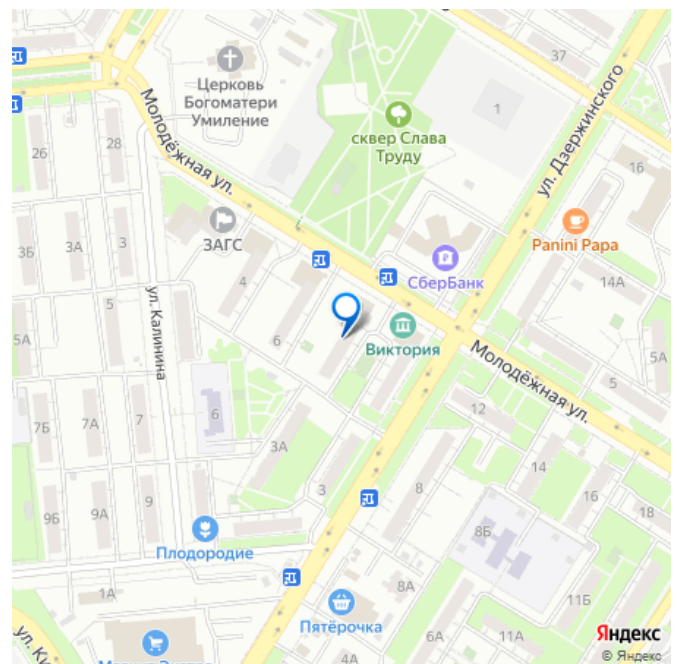 37
Церковь
Богоматери
Умиление
1
ул. Дзержинского
сквер Слава
Труду
Молодёжная ул.
26
28
16
ЗАГС
Panini Papa
3Б
3А
3
СберБанк
4
14А
5
ул. Калинина
5А
6
Виктория
Молодёжная ул.
5
5А
7Б
7А
7
6
12
3А
14
9Б
9А
9
3
8
16
18
8Б
Плодородие
1А
8А
11Б
Пятёрочка
6А
11А
4А
Яндекс
© Яндекс